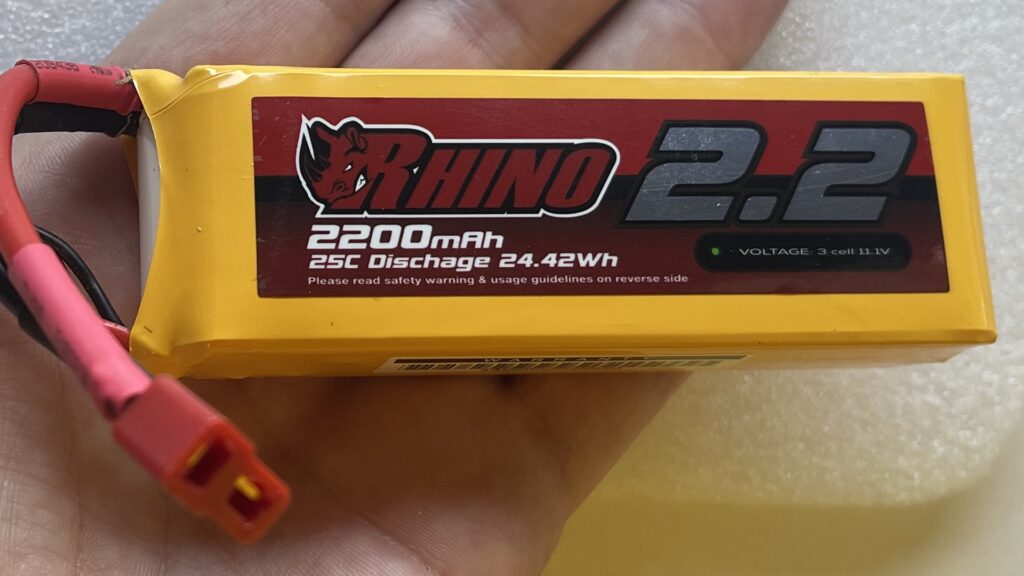 RHINO
2.2
2200mAh
25C Dischage 24.42Wh
VOLTAGE: 3 cell 11.1V
Please read safety warning & usage guidelines on reverse side
WARRANTY